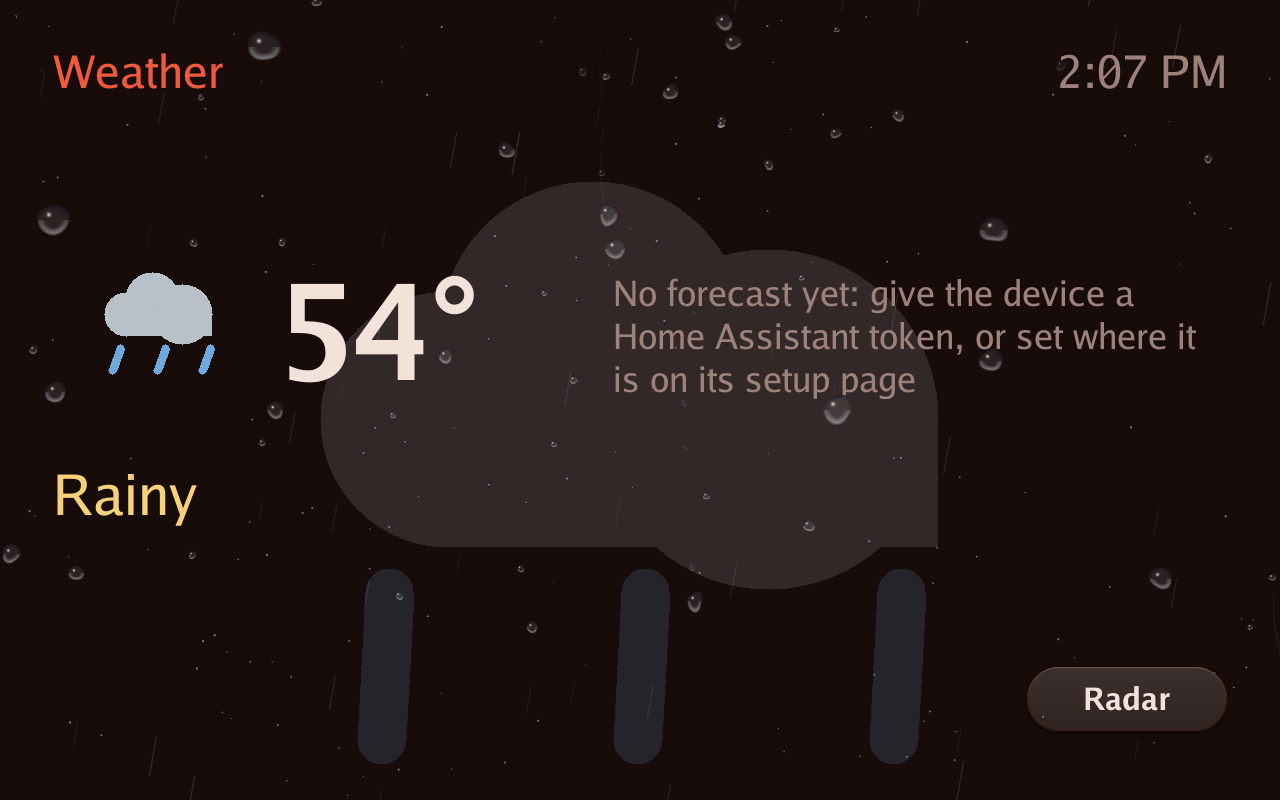 Weather
2:07 PM
54°
No forecast yet: give the device a
Home Assistant token, or set where it
is on its setup page
Rainy
Radar